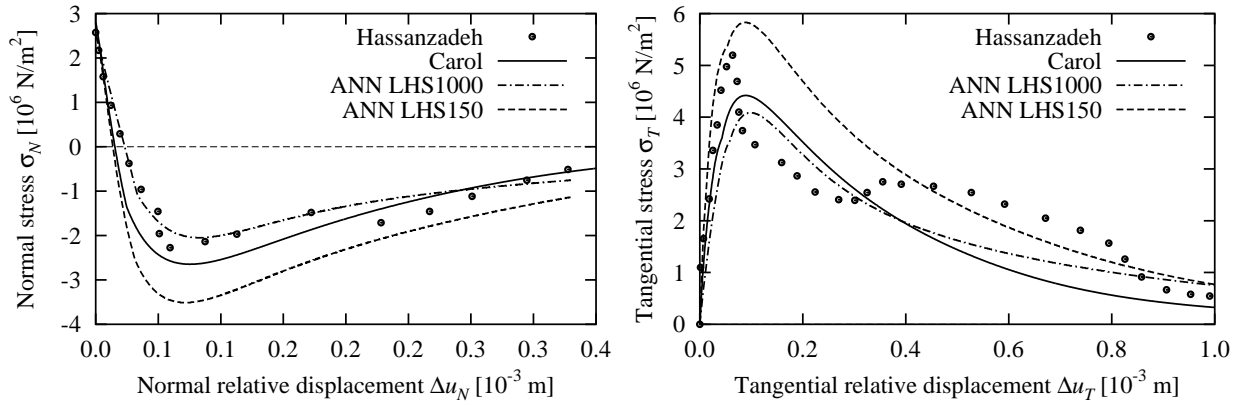 3
2
1
0
-1
-2
-3
-4
0.0 0.1 0.1 0.2 0.2 0.2 0.3 0.4
Normal stress σN [10^6 N/m^2]
Normal relative displacement ΔuN [10^-3 m]
Hassanzadeh
Carol
ANN LHS1000
ANN LHS150
6
5
4
3
2
1
0
0.0 0.2 0.4 0.6 0.8 1.0
Tangential stress σT [10^6 N/m^2]
Tangential relative displacement ΔuT [10^-3 m]
Hassanzadeh
Carol
ANN LHS1000
ANN LHS150